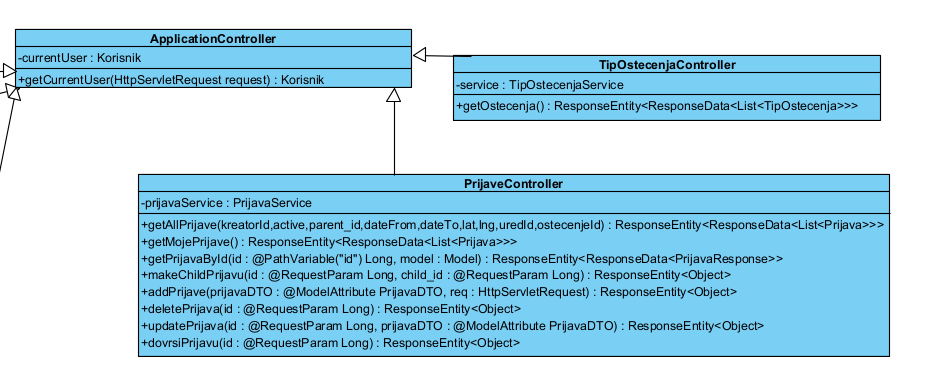 ApplicationController
-currentUser : Korisnik
+getCurrentUser(HttpServletRequest request) : Korisnik
TipOstecenjaController
-service : TipOstecenjaService
+getOstecenja() : ResponseEntity<ResponseData<List<TipOstecenja>>>
PrijaveController
-prijavaService : PrijavaService
+getAllPrijave(kreatorId,active,parent_id,dateFrom,dateTo,lat,lng,uredId,ostecenjeId) : ResponseEntity<ResponseData<List<Prijava>>>
+getMojePrijave() : ResponseEntity<ResponseData<List<Prijava>>>
+getPrijavaById(id : @PathVariable("id") Long, model : Model) : ResponseEntity<ResponseData<PrijavaResponse>>
+makeChildPrijavu(id : @RequestParam Long, child_id : @RequestParam Long) : ResponseEntity<Object>
+addPrijave(prijavaDTO : @ModelAttribute PrijavaDTO, req : HttpServletRequest) : ResponseEntity<Object>
+deletePrijava(id : @RequestParam Long) : ResponseEntity<Object>
+updatePrijava(id : @RequestParam Long, prijavaDTO : @ModelAttribute PrijavaDTO) : ResponseEntity<Object>
+dovrsiPrijavu(id : @RequestParam Long) : ResponseEntity<Object>